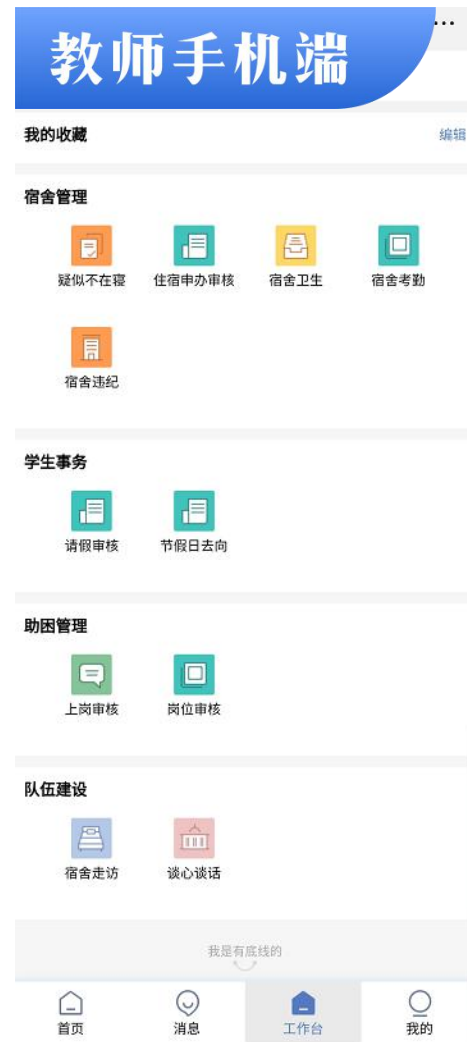 教师手机端
我的收藏 编辑
宿舍管理
疑似不在寝 住宿申办审核 宿舍卫生 宿舍考勤
宿舍违纪
学生事务
请假审核 节假日去向
助困管理
上岗审核 岗位审核
队伍建设
宿舍走访 谈心谈话
我是有底线的
首页 消息 工作台 我的